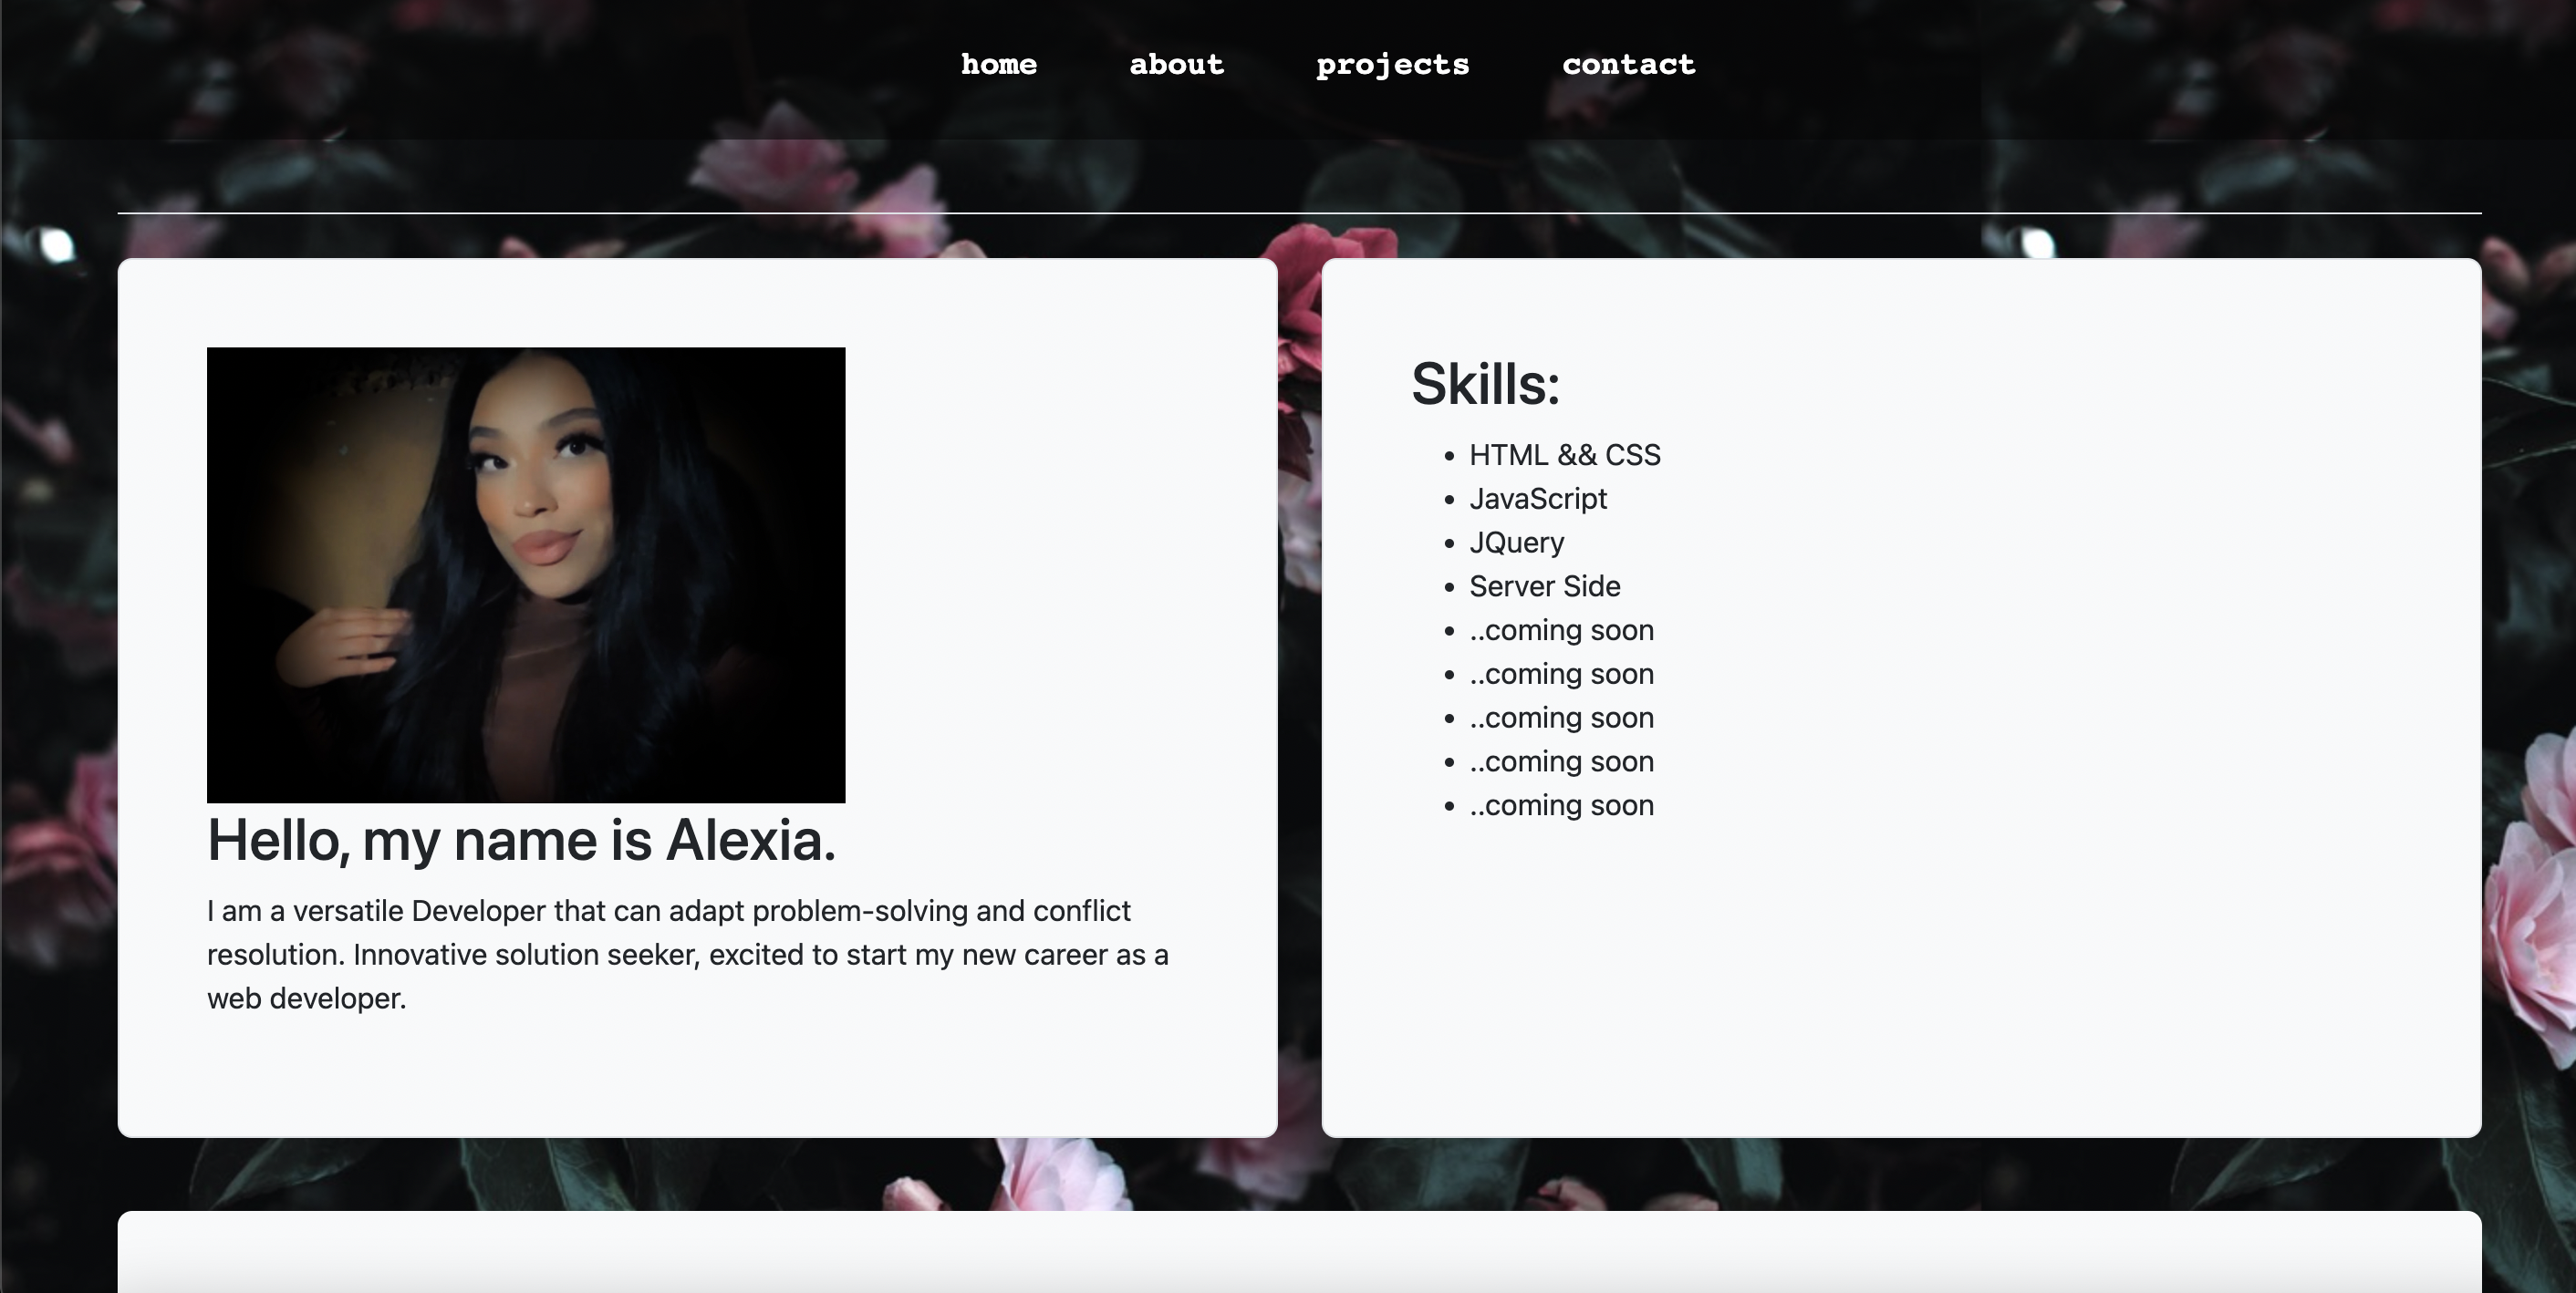 home about projects contact
Hello, my name is Alexia.
I am a versatile Developer that can adapt problem-solving and conflict
resolution. Innovative solution seeker, excited to start my new career as a
web developer.
Skills:
HTML && CSS
JavaScript
JQuery
Server Side
..coming soon
..coming soon
..coming soon
..coming soon
..coming soon